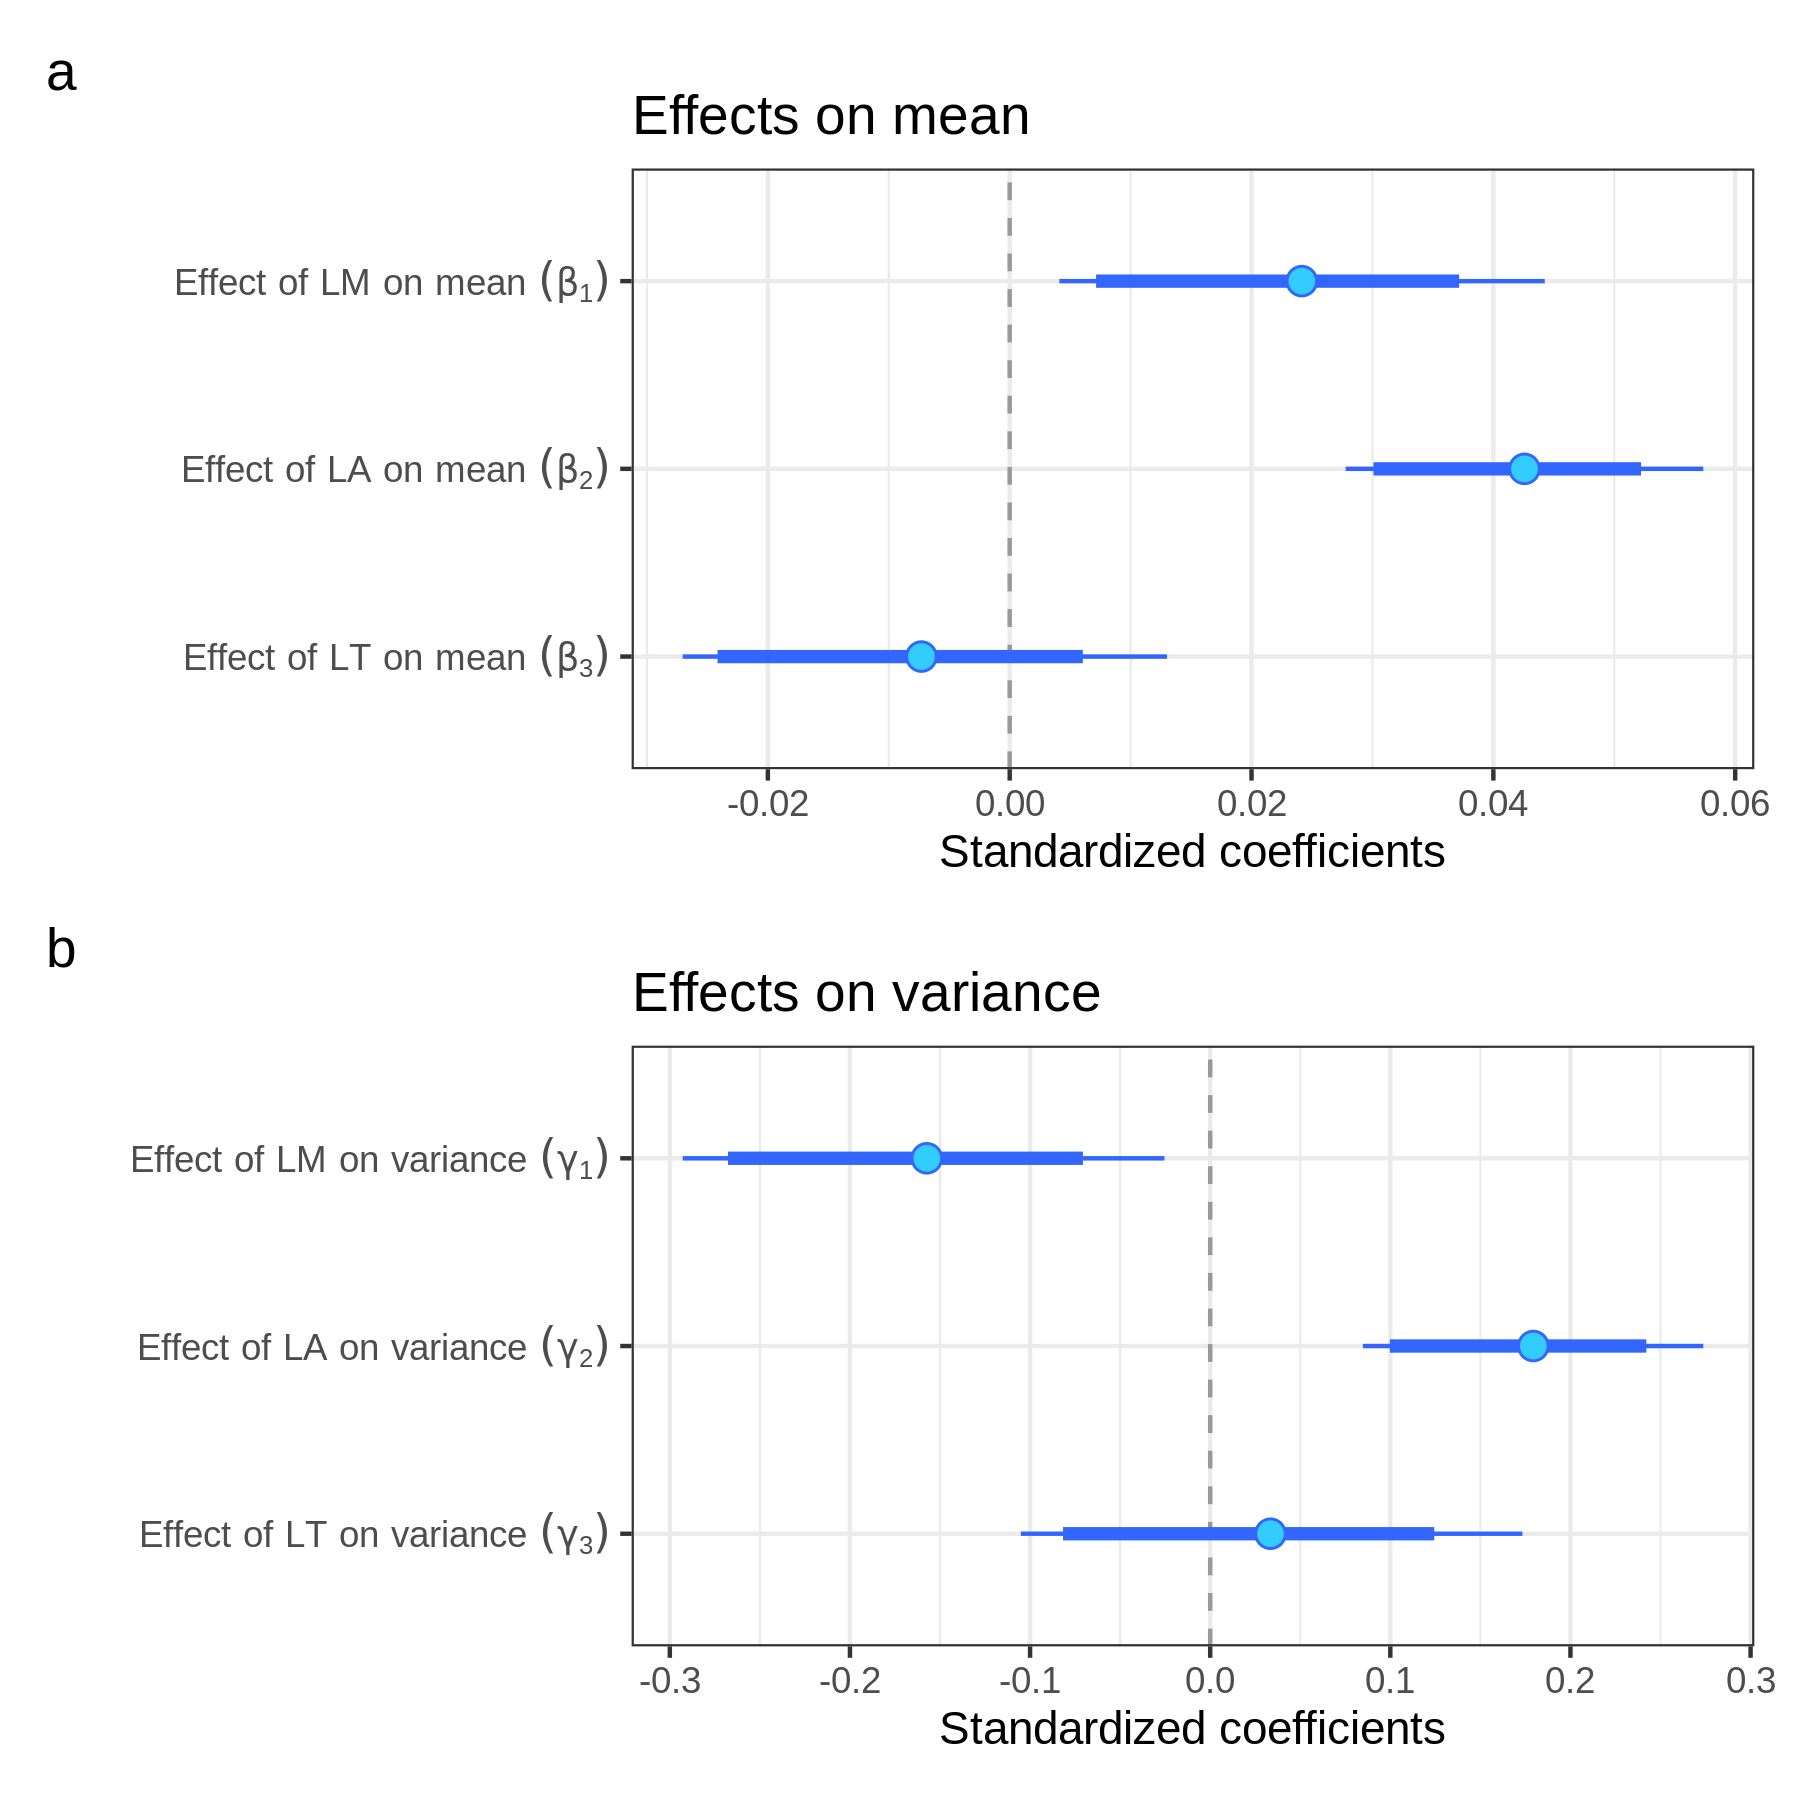 a
Effects on mean
Effect of LM on mean (β₁)
Effect of LA on mean (β₂)
Effect of LT on mean (β₃)
-0.02 0.00 0.02 0.04 0.06
Standardized coefficients
b
Effects on variance
Effect of LM on variance (γ₁)
Effect of LA on variance (γ₂)
Effect of LT on variance (γ₃)
-0.3 -0.2 -0.1 0.0 0.1 0.2 0.3
Standardized coefficients